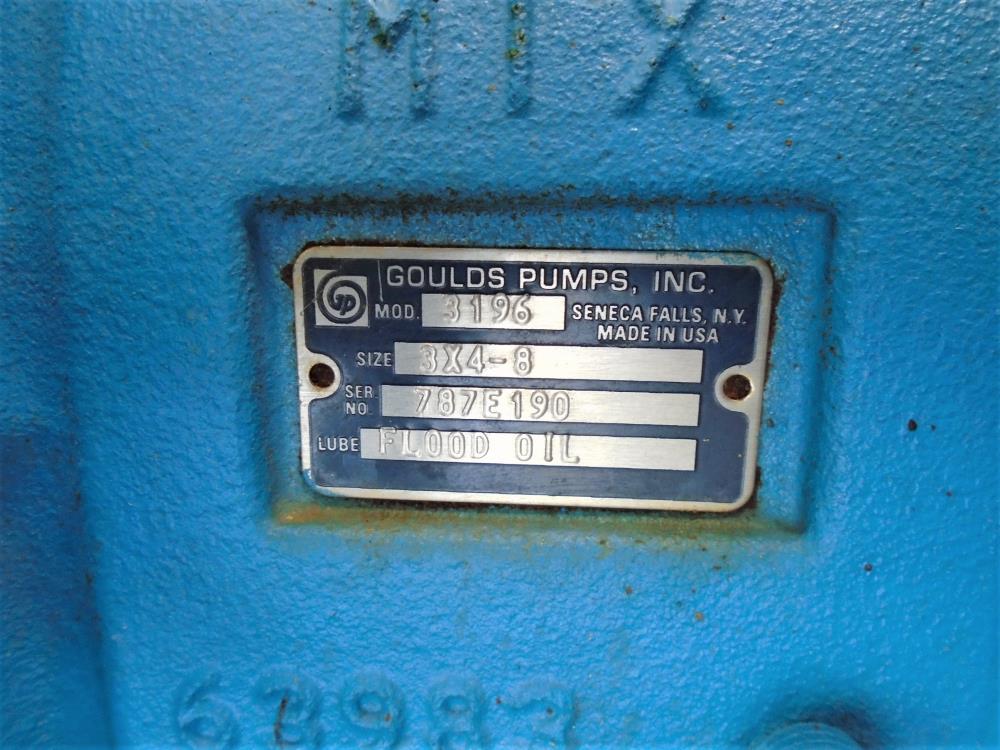 MTX
GOULDS PUMPS, INC.
gp
MOD. 3196 SENECA FALLS, N.Y.
MADE IN USA
SIZE 3X4-8
SER. NO. 787E190
LUBE FLOOD OIL